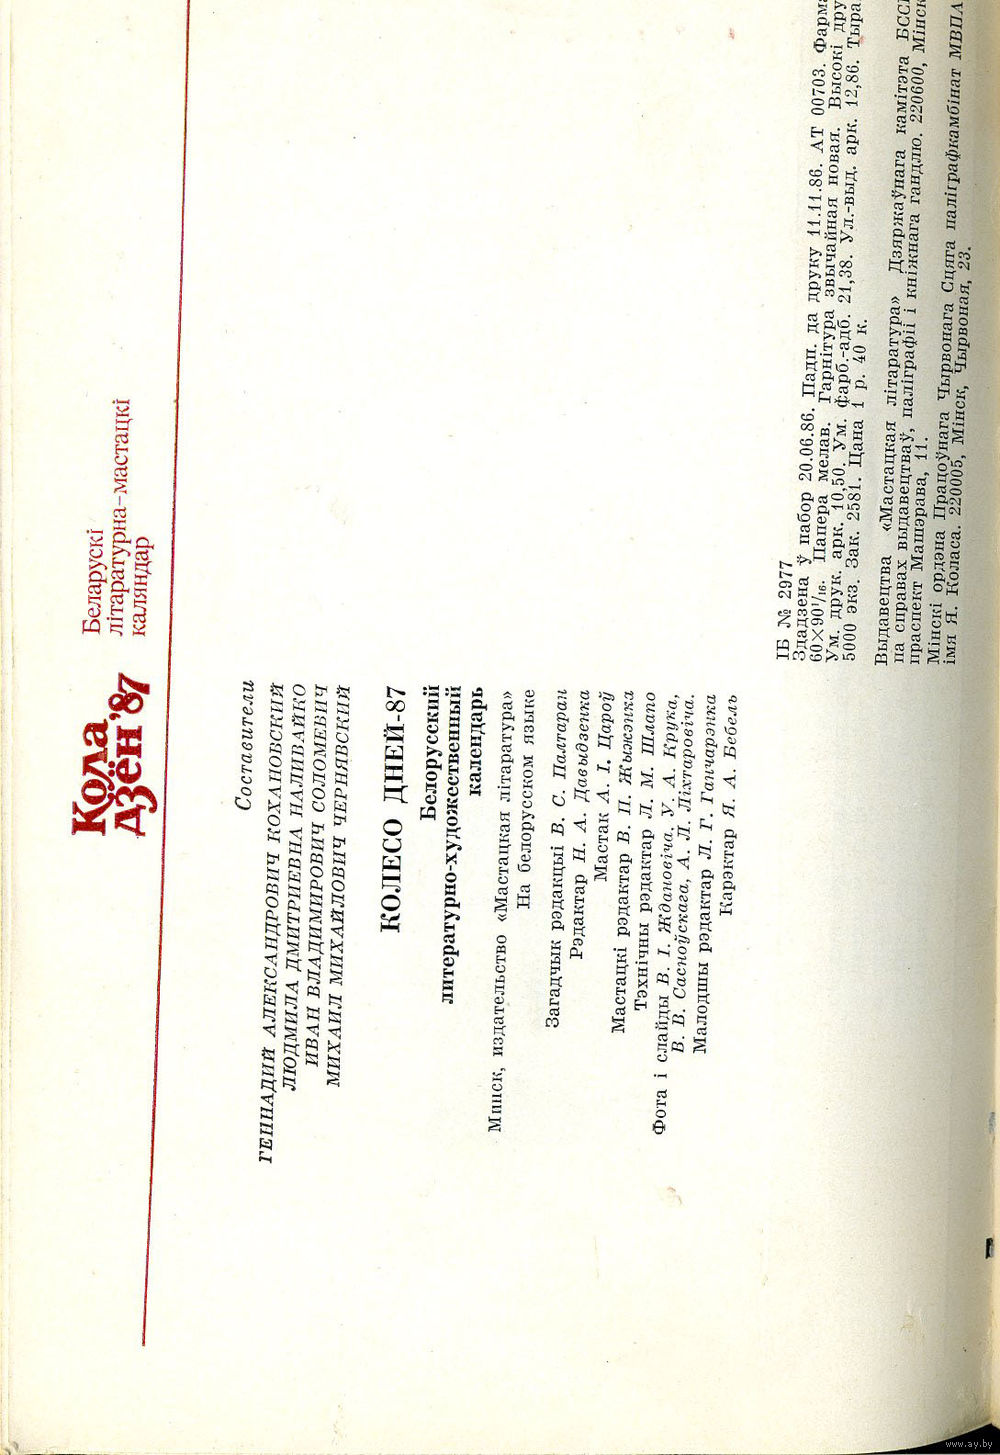 Кола
дзён'87
Беларускі
літаратурна-мастацкі
каляндар
Составители
ГЕННАДИЙ АЛЕКСАНДРОВИЧ КОХАНОВСКИЙ
ЛЮДМИЛА ДМИТРИЕВНА НАЛИВАЙКО
ИВАН ВЛАДИМИРОВИЧ СОЛОМЕВИЧ
МИХАИЛ МИХАЙЛОВИЧ ЧЕРНЯВСКИЙ
КОЛЕСО ДНЕЙ-87
Белорусский
литературно-художественный
календарь
Минск, издательство «Мастацкая літаратура»
На белорусском языке
Загадчык рэдакцыі В. С. Палтаран
Рэдактар Н. А. Давыдзенка
Мастак А. І. Цароў
Мастацкі рэдактар В. П. Жыжэнка
Тэхнічны рэдактар Л. М. Шлапо
Фота і слайды В. І. Ждановіча, У. А. Крука,
В. В. Сасноўскага, А. Л. Ліхтаровіча.
Малодшы рэдактар Л. Г. Ганчарэнка
Карэктар Я. А. Бебель
ІБ № 2977
Здадзена ў набор 20.06.86. Падп. да друку 11.11.86. АТ 00703. Фарма
60×90¹/₁₆. Папера мелав. Гарнітура звычайная новая. Высокі дру
Ум. друк. арк. 10,50. Ум. фарб.-адб. 21,38. Ул.-выд. арк. 12,86. Тыра
5000 экз. Зак. 2581. Цана 1 р. 40 к.
Выдавецтва «Мастацкая літаратура» Дзяржаўнага камітэта БССР
па справах выдавецтваў, паліграфіі і кніжнага гандлю. 220600, Мінск
праспект Машэрава, 11.
Мінскі ордэна Працоўнага Чырвонага Сцяга паліграфкамбінат МВПА
імя Я. Коласа. 220005, Мінск, Чырвоная, 23.
www.ay.by